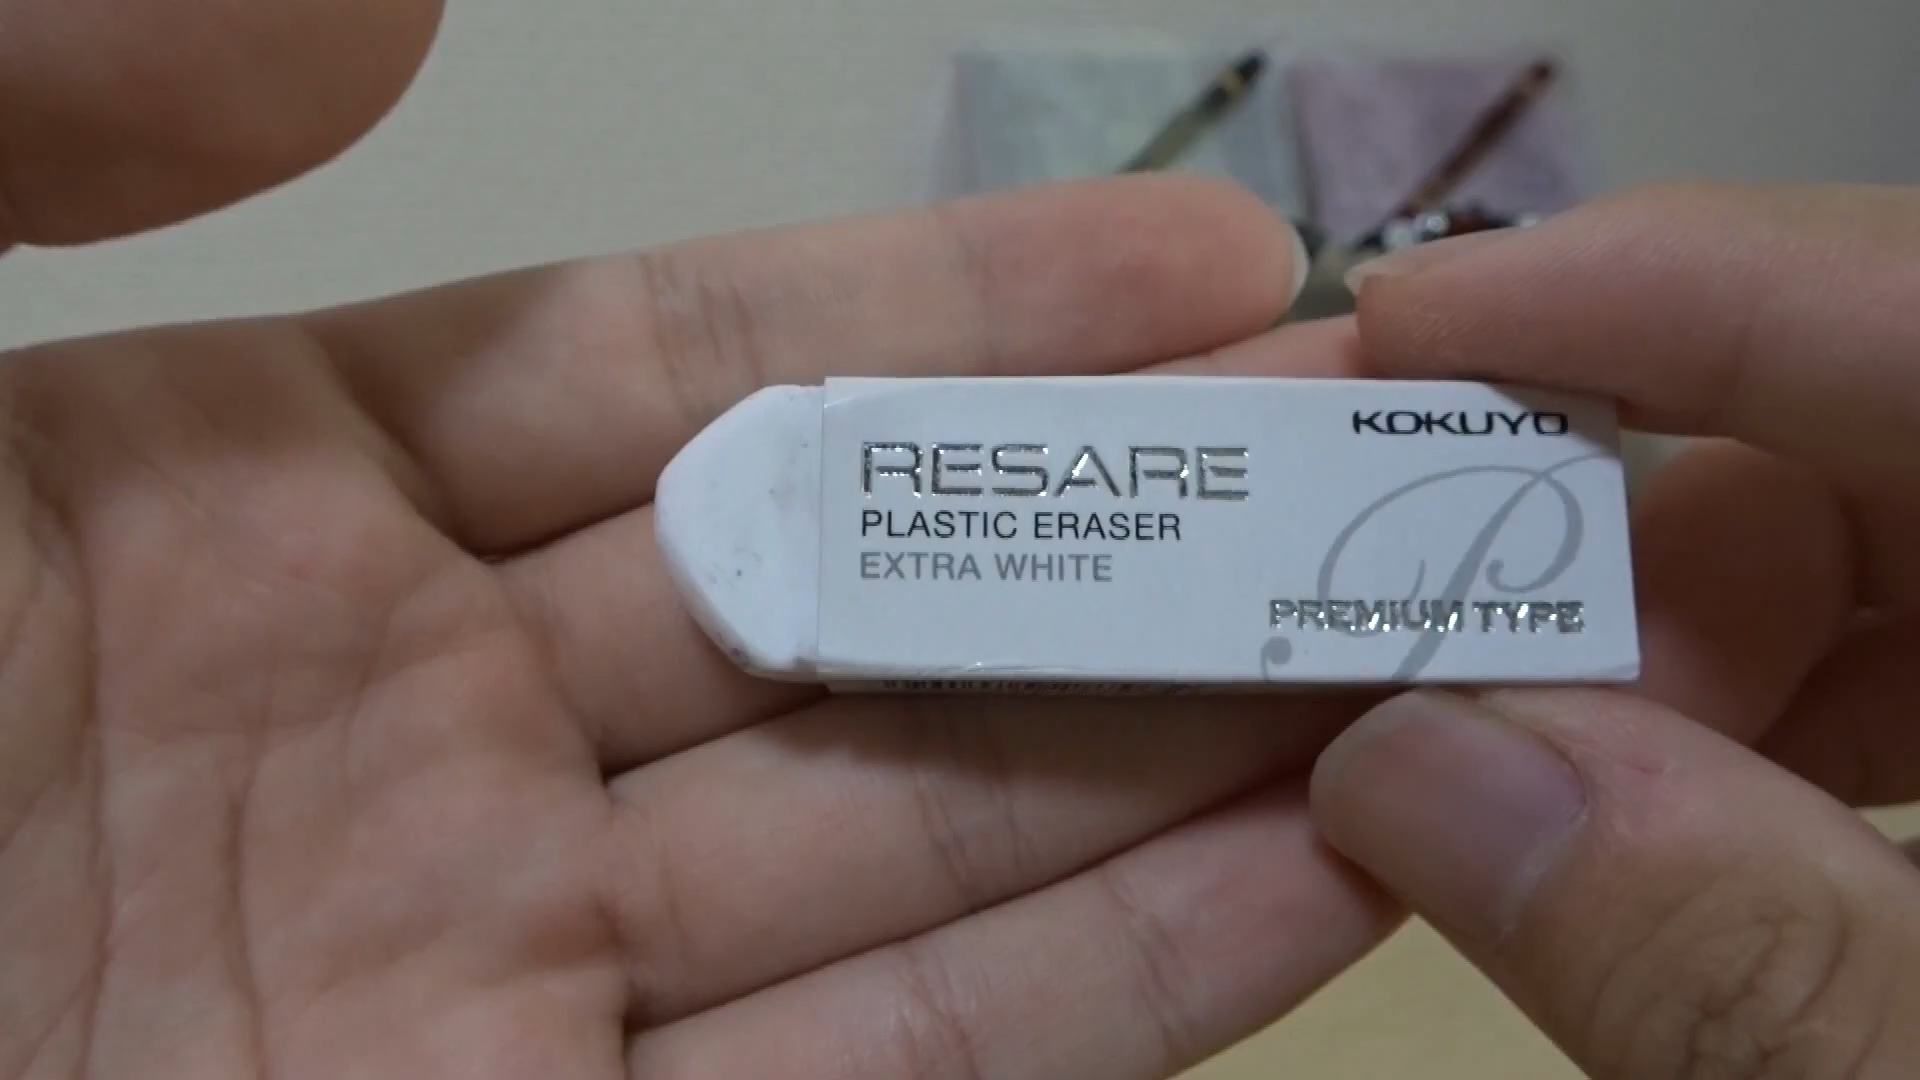 KOKUYO
RESARE
PLASTIC ERASER
EXTRA WHITE
P
PREMIUM TYPE